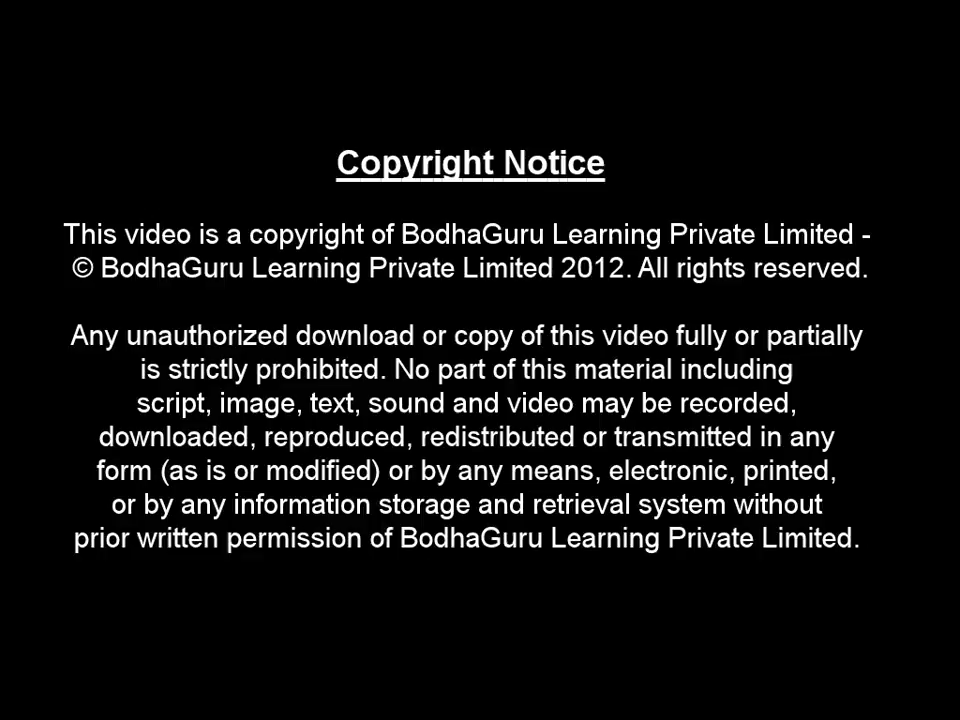 Copyright Notice
This video is a copyright of BodhaGuru Learning Private Limited -
© BodhaGuru Learning Private Limited 2012. All rights reserved.
Any unauthorized download or copy of this video fully or partially
is strictly prohibited. No part of this material including
script, image, text, sound and video may be recorded,
downloaded, reproduced, redistributed or transmitted in any
form (as is or modified) or by any means, electronic, printed,
or by any information storage and retrieval system without
prior written permission of BodhaGuru Learning Private Limited.